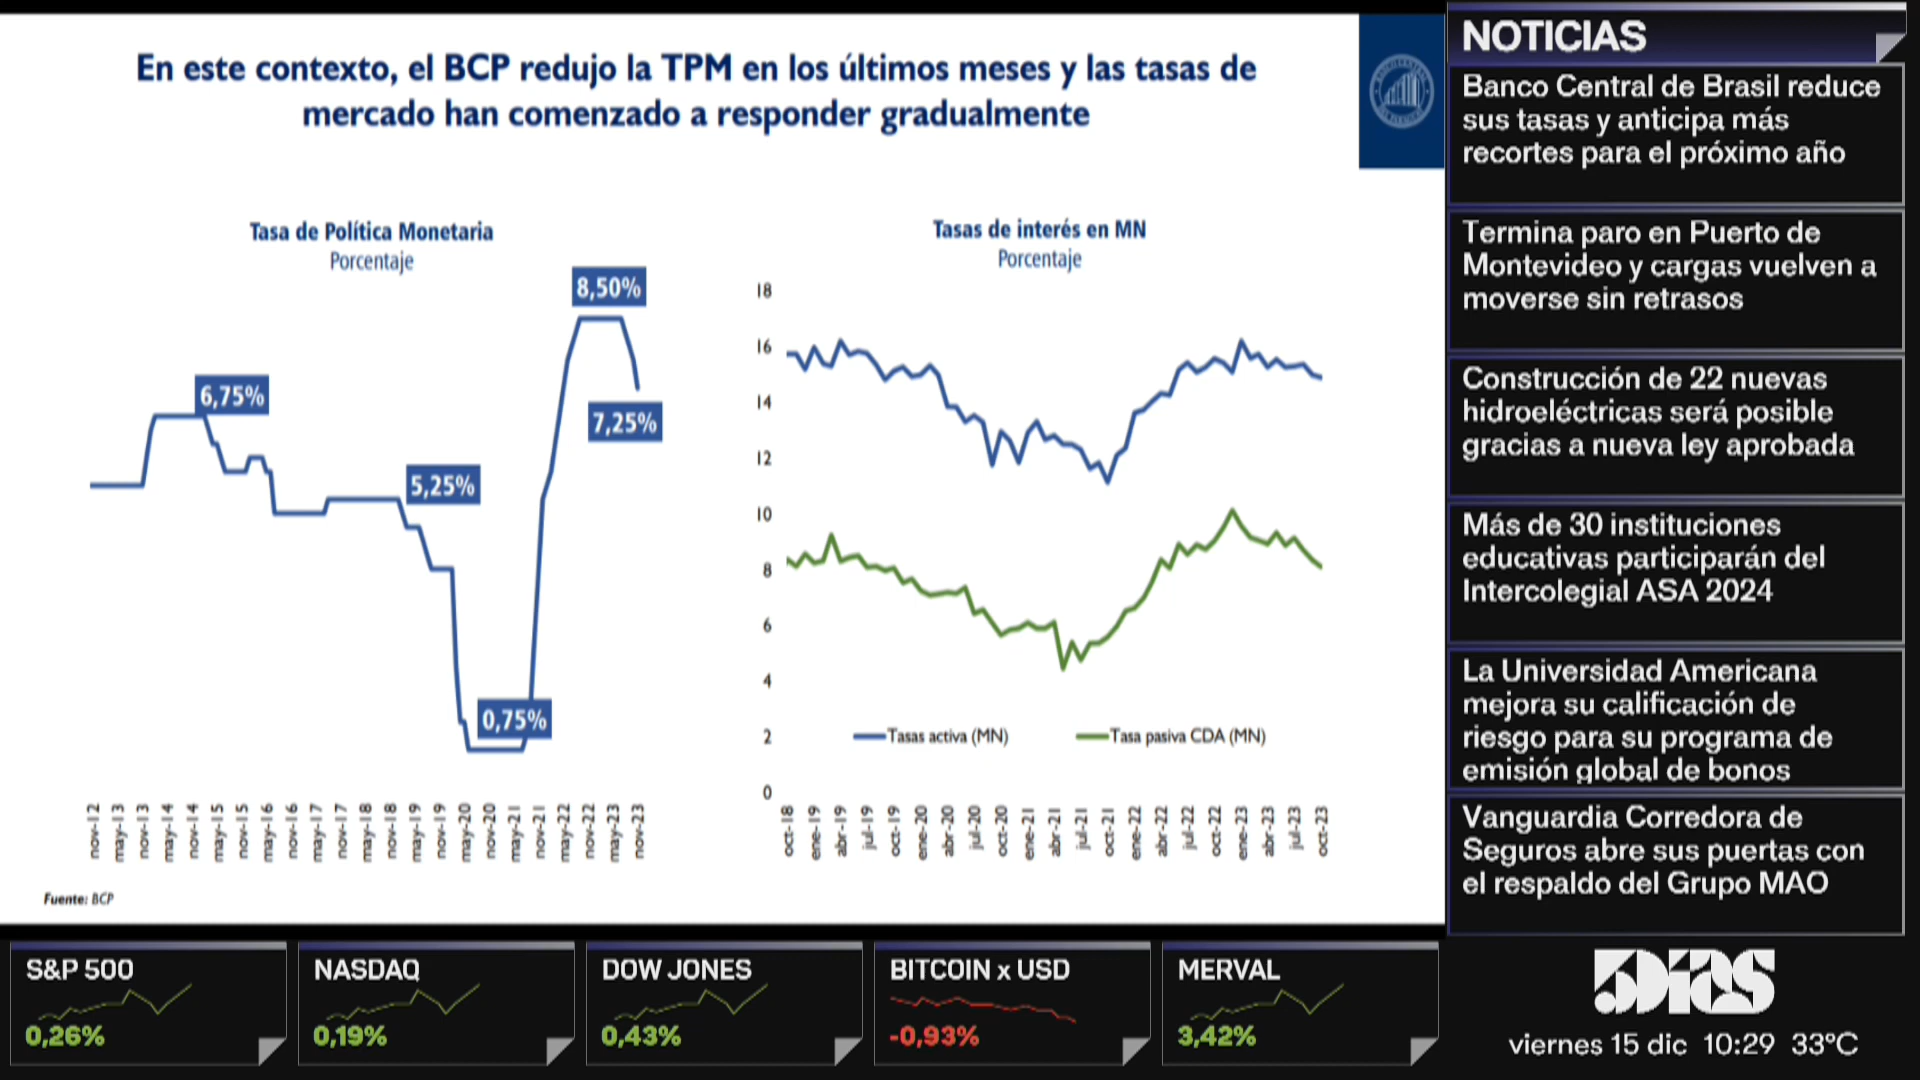 En este contexto, el BCP redujo la TPM en los últimos meses y las tasas de
mercado han comenzado a responder gradualmente
Tasa de Política Monetaria
Porcentaje
8,50%
6,75%
7,25%
5,25%
0,75%
nov-12
may-13
nov-13
may-14
nov-14
may-15
nov-15
may-16
nov-16
may-17
nov-17
may-18
nov-18
may-19
nov-19
may-20
nov-20
may-21
nov-21
may-22
nov-22
may-23
nov-23
Fuente: BCP
Tasas de interés en MN
Porcentaje
18
16
14
12
10
8
6
4
2
0
Tasas activa (MN)
Tasa pasiva CDA (MN)
oct-18
ene-19
abr-19
jul-19
oct-19
ene-20
abr-20
jul-20
oct-20
ene-21
abr-21
jul-21
oct-21
ene-22
abr-22
jul-22
oct-22
ene-23
abr-23
jul-23
oct-23
NOTICIAS
Banco Central de Brasil reduce
sus tasas y anticipa más
recortes para el próximo año
Termina paro en Puerto de
Montevideo y cargas vuelven a
moverse sin retrasos
Construcción de 22 nuevas
hidroeléctricas será posible
gracias a nueva ley aprobada
Más de 30 instituciones
educativas participarán del
Intercolegial ASA 2024
La Universidad Americana
mejora su calificación de
riesgo para su programa de
emisión global de bonos
Vanguardia Corredora de
Seguros abre sus puertas con
el respaldo del Grupo MAO
S&P 500
0,26%
NASDAQ
0,19%
DOW JONES
0,43%
BITCOIN x USD
-0,93%
MERVAL
3,42%
5DÍAS
viernes 15 dic 10:29 33°C